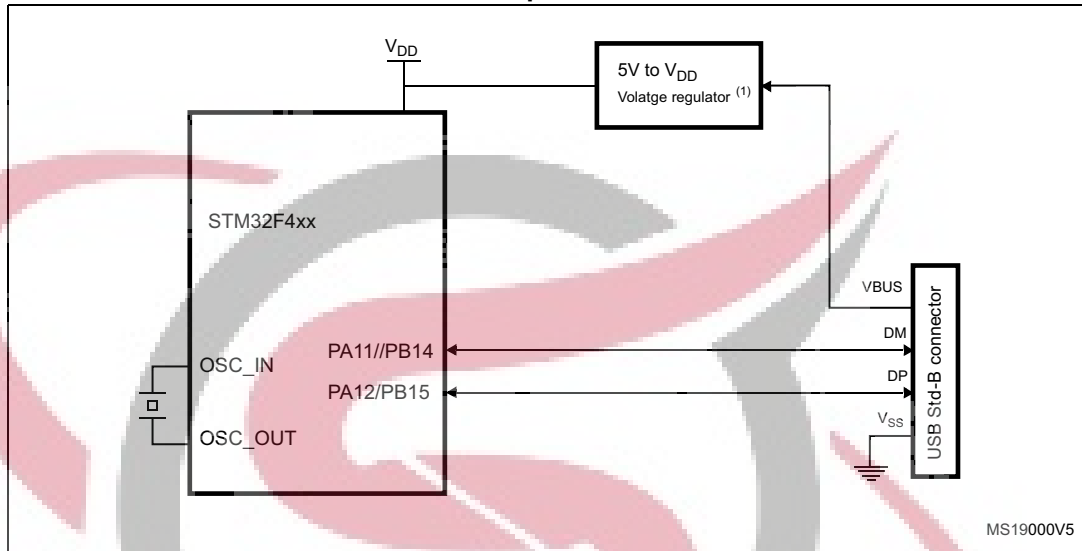 VDD
5V to VDD
Volatge regulator (1)
STM32F4xx
VBUS
DM
PA11//PB14
OSC_IN
DP
PA12/PB15
VSS
OSC_OUT
USB Std-B connector
MS19000V5